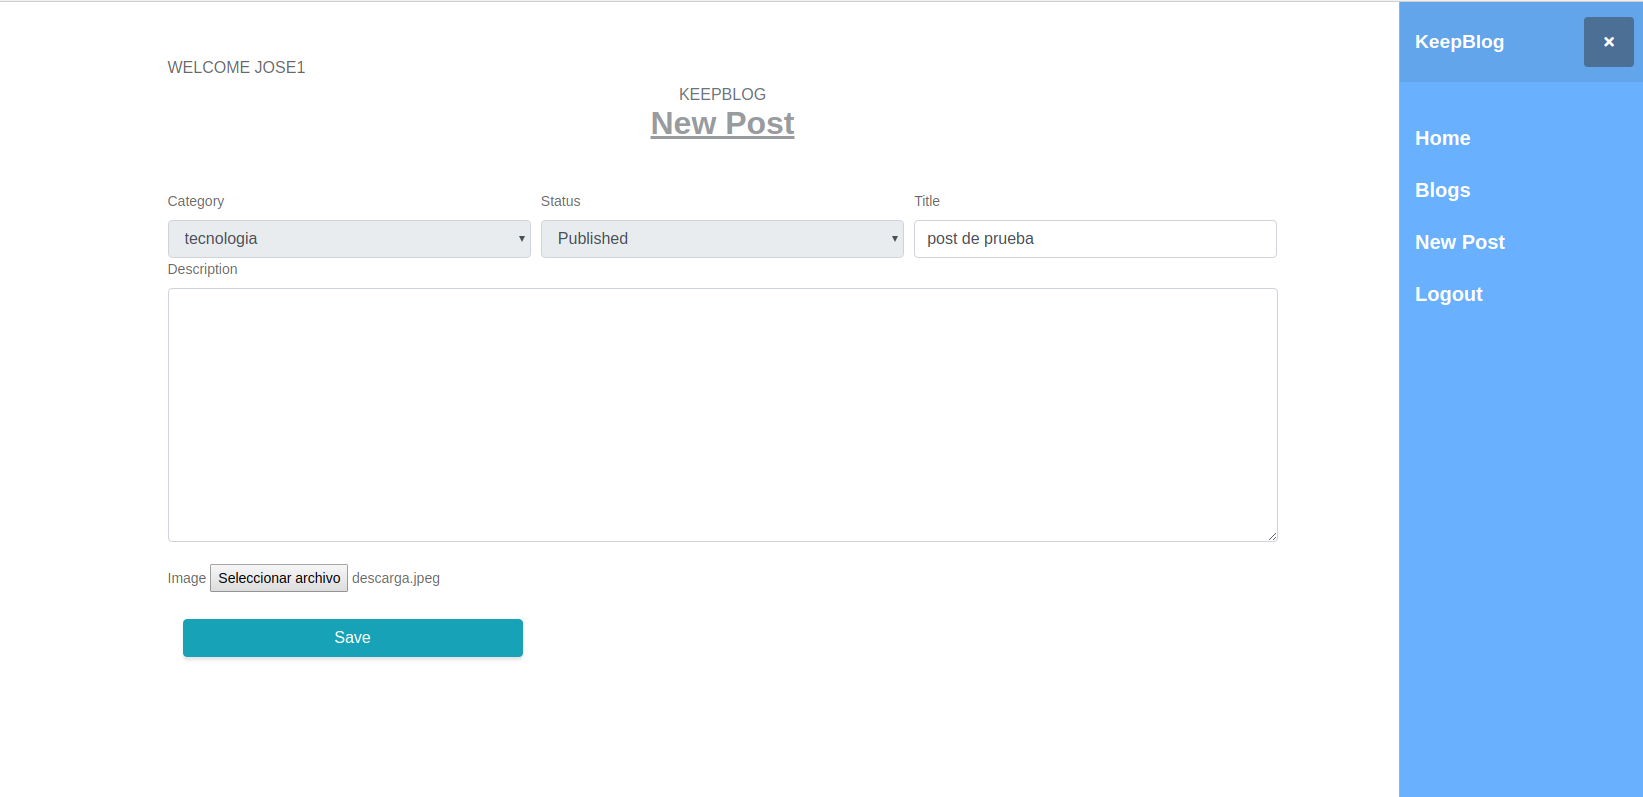 WELCOME JOSE1
KEEPBLOG
New Post
Category
Status
Title
tecnologia
Published
post de prueba
Description
Image Seleccionar archivo descarga.jpeg
Save
KeepBlog
×
Home
Blogs
New Post
Logout